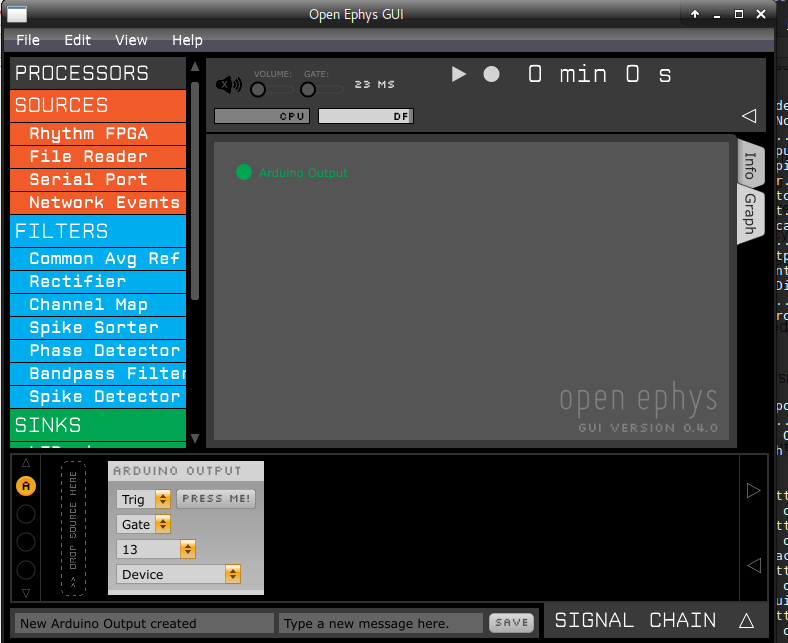 Open Ephys GUI
File Edit View Help
PROCESSORS
SOURCES
Rhythm FPGA
File Reader
Serial Port
Network Events
FILTERS
Common Avg Ref
Rectifier
Channel Map
Spike Sorter
Phase Detector
Bandpass Filter
Spike Detector
SINKS
VOLUME: GATE:
23 MS
0 min 0 s
CPU DF
Arduino Output
Info
Graph
open ephys
GUI VERSION 0.4.0
A
>> DROP SOURCE HERE
ARDUINO OUTPUT
Trig PRESS ME!
Gate
13
Device
New Arduino Output created
Type a new message here.
SAVE
SIGNAL CHAIN